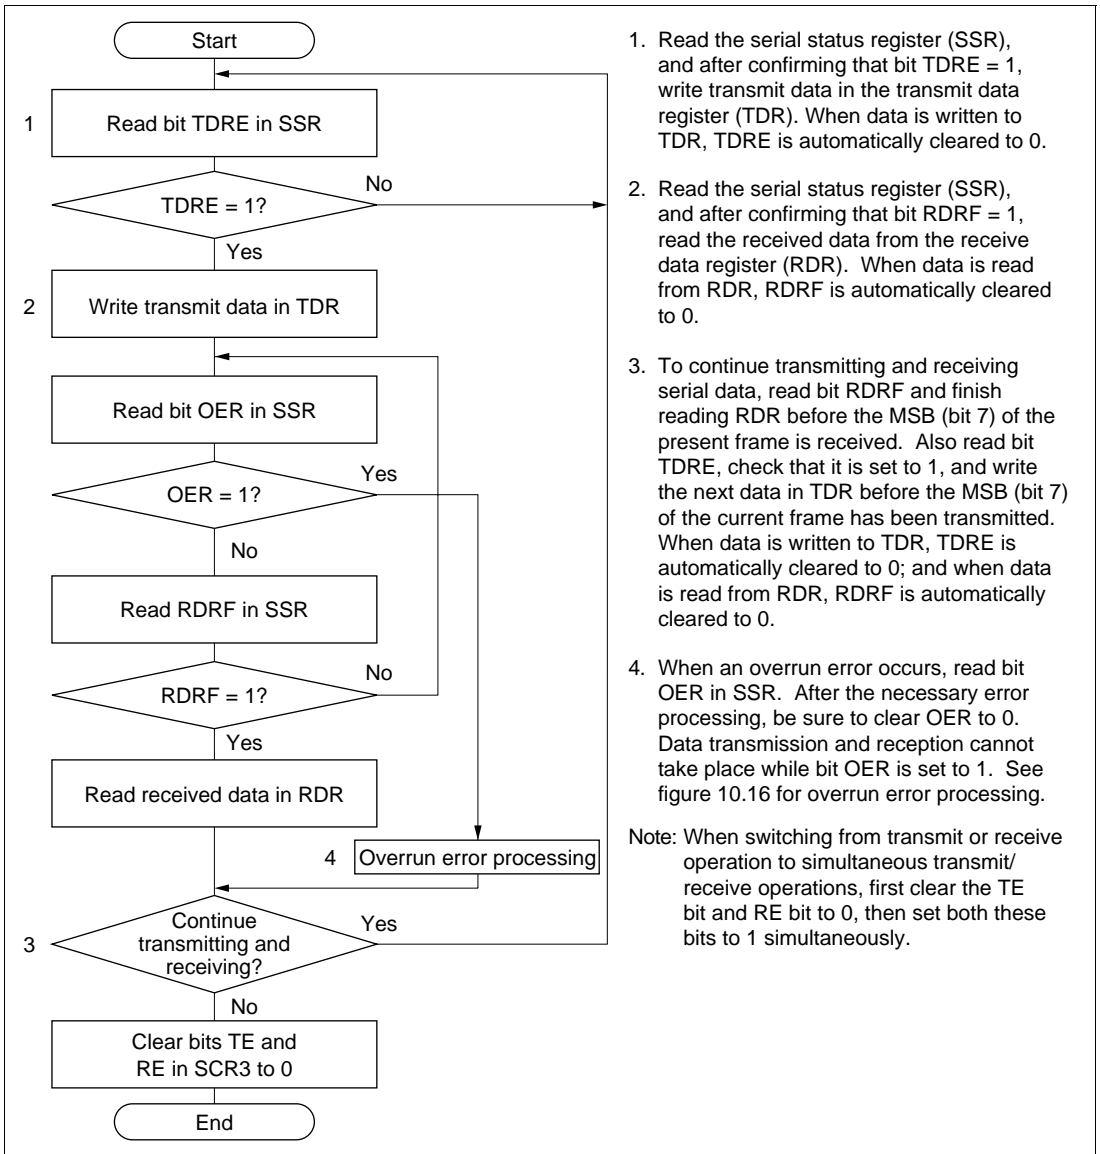 Start
1
Read bit TDRE in SSR
No
TDRE = 1?
Yes
2
Write transmit data in TDR
Read bit OER in SSR
Yes
OER = 1?
No
Read RDRF in SSR
No
RDRF = 1?
Yes
Read received data in RDR
4
Overrun error processing
3
Continue
transmitting and
receiving?
Yes
No
Clear bits TE and
RE in SCR3 to 0
End
1. Read the serial status register (SSR),
and after confirming that bit TDRE = 1,
write transmit data in the transmit data
register (TDR). When data is written to
TDR, TDRE is automatically cleared to 0.
2. Read the serial status register (SSR),
and after confirming that bit RDRF = 1,
read the received data from the receive
data register (RDR). When data is read
from RDR, RDRF is automatically cleared
to 0.
3. To continue transmitting and receiving
serial data, read bit RDRF and finish
reading RDR before the MSB (bit 7) of the
present frame is received. Also read bit
TDRE, check that it is set to 1, and write
the next data in TDR before the MSB (bit 7)
of the current frame has been transmitted.
When data is written to TDR, TDRE is
automatically cleared to 0; and when data
is read from RDR, RDRF is automatically
cleared to 0.
4. When an overrun error occurs, read bit
OER in SSR. After the necessary error
processing, be sure to clear OER to 0.
Data transmission and reception cannot
take place while bit OER is set to 1. See
figure 10.16 for overrun error processing.
Note: When switching from transmit or receive
operation to simultaneous transmit/
receive operations, first clear the TE
bit and RE bit to 0, then set both these
bits to 1 simultaneously.